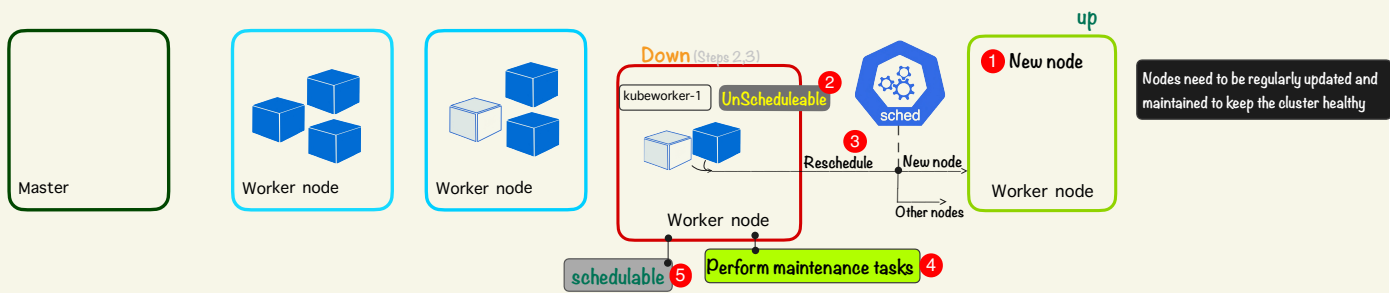 up
Down (Steps 2,3)
1 New node
2
kubeworker-1
UnScheduleable
sched
Nodes need to be regularly updated and
maintained to keep the cluster healthy
3
Reschedule
New node
Master
Worker node
Worker node
Worker node
Worker node
Other nodes
schedulable 5
Perform maintenance tasks 4